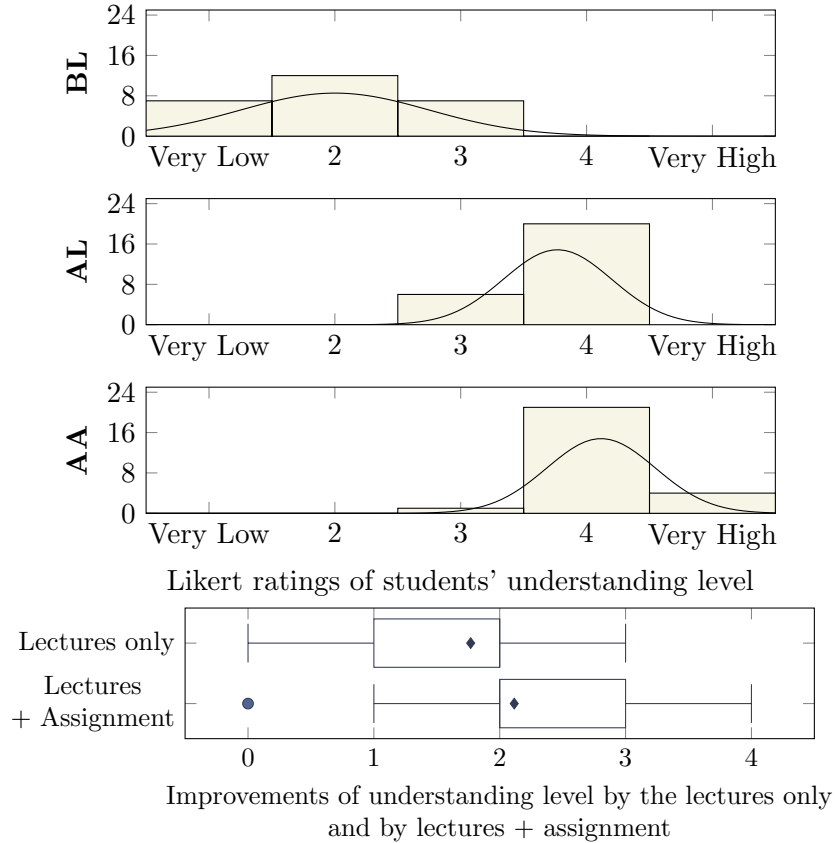 24
16
8
0
BL
Very Low 2 3 4 Very High
24
16
8
0
AL
Very Low 2 3 4 Very High
24
16
8
0
AA
Very Low 2 3 4 Very High
Likert ratings of students’ understanding level
Lectures only
Lectures
+ Assignment
0 1 2 3 4
Improvements of understanding level by the lectures only
and by lectures + assignment